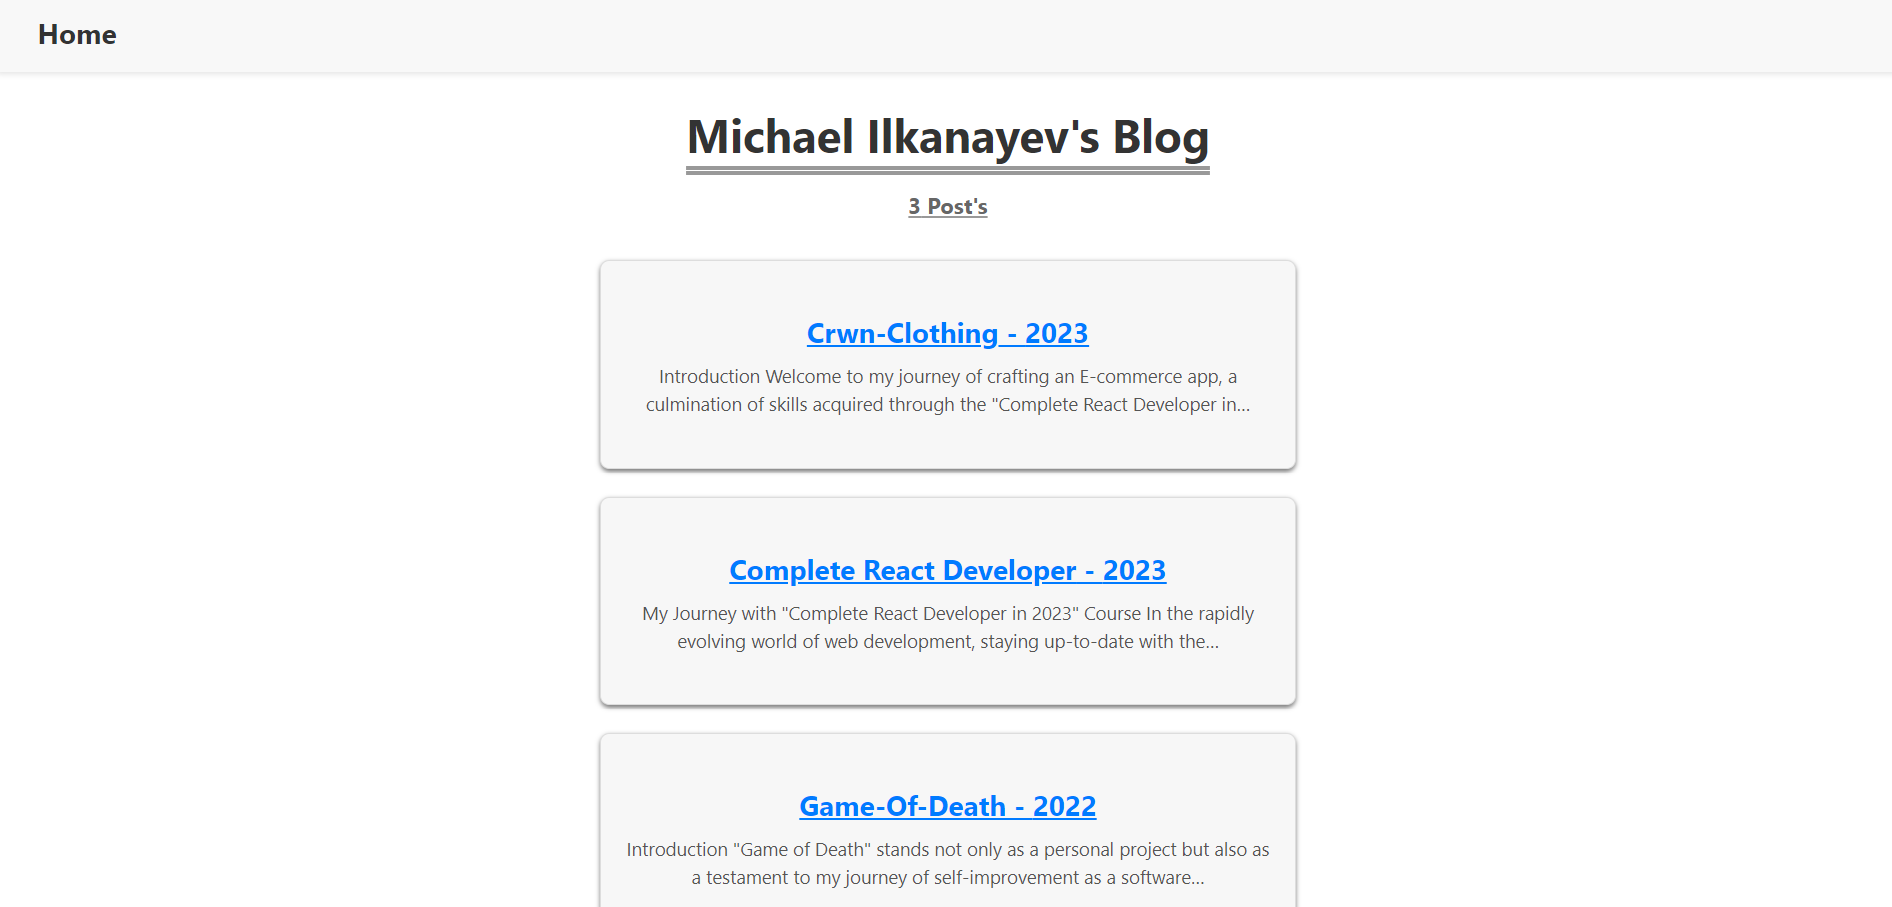 Home
Michael Ilkanayev's Blog
3 Post's
Crwn-Clothing - 2023
Introduction Welcome to my journey of crafting an E-commerce app, a
culmination of skills acquired through the "Complete React Developer in...
Complete React Developer - 2023
My Journey with "Complete React Developer in 2023" Course In the rapidly
evolving world of web development, staying up-to-date with the...
Game-Of-Death - 2022
Introduction "Game of Death" stands not only as a personal project but also as
a testament to my journey of self-improvement as a software...